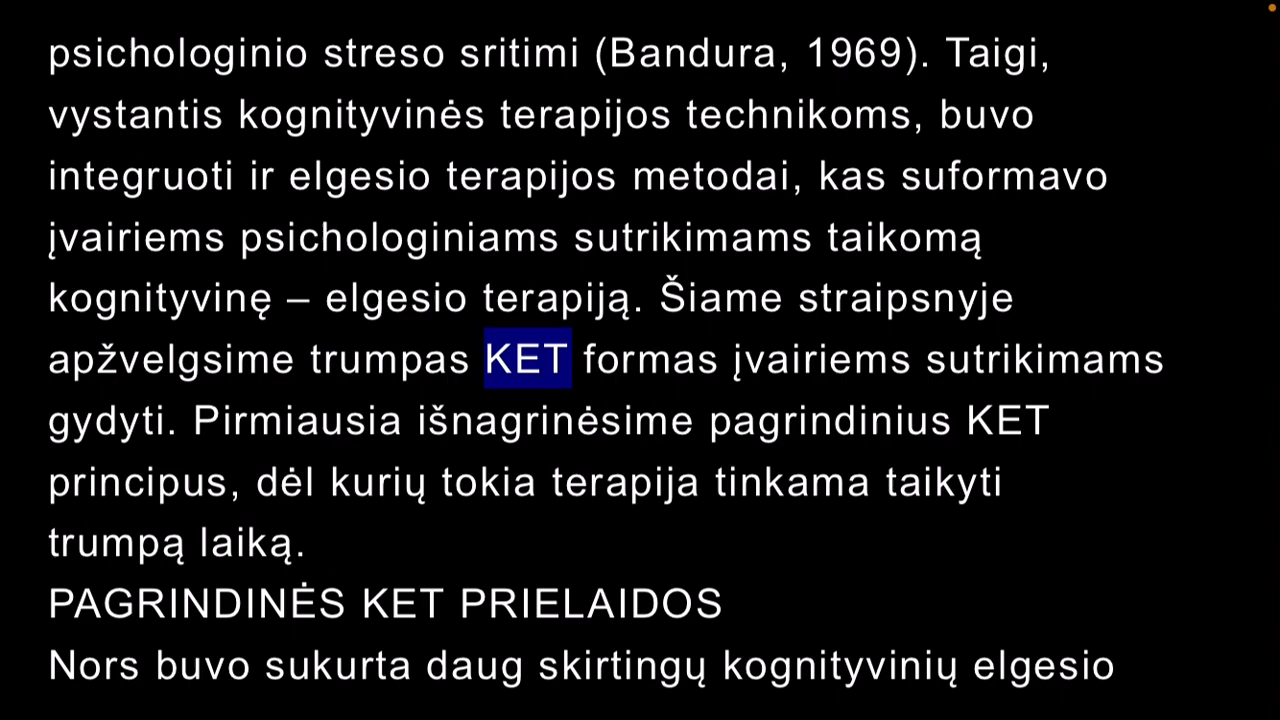 psichologinio streso sritimi (Bandura, 1969). Taigi,
vystantis kognityvinės terapijos technikoms, buvo
integruoti ir elgesio terapijos metodai, kas suformavo
įvairiems psichologiniams sutrikimams taikomą
kognityvinę – elgesio terapiją. Šiame straipsnyje
apžvelgsime trumpas KET formas įvairiems sutrikimams
gydyti. Pirmiausia išnagrinėsime pagrindinius KET
principus, dėl kurių tokia terapija tinkama taikyti
trumpą laiką.
PAGRINDINĖS KET PRIELAIDOS
Nors buvo sukurta daug skirtingų kognityvinių elgesio